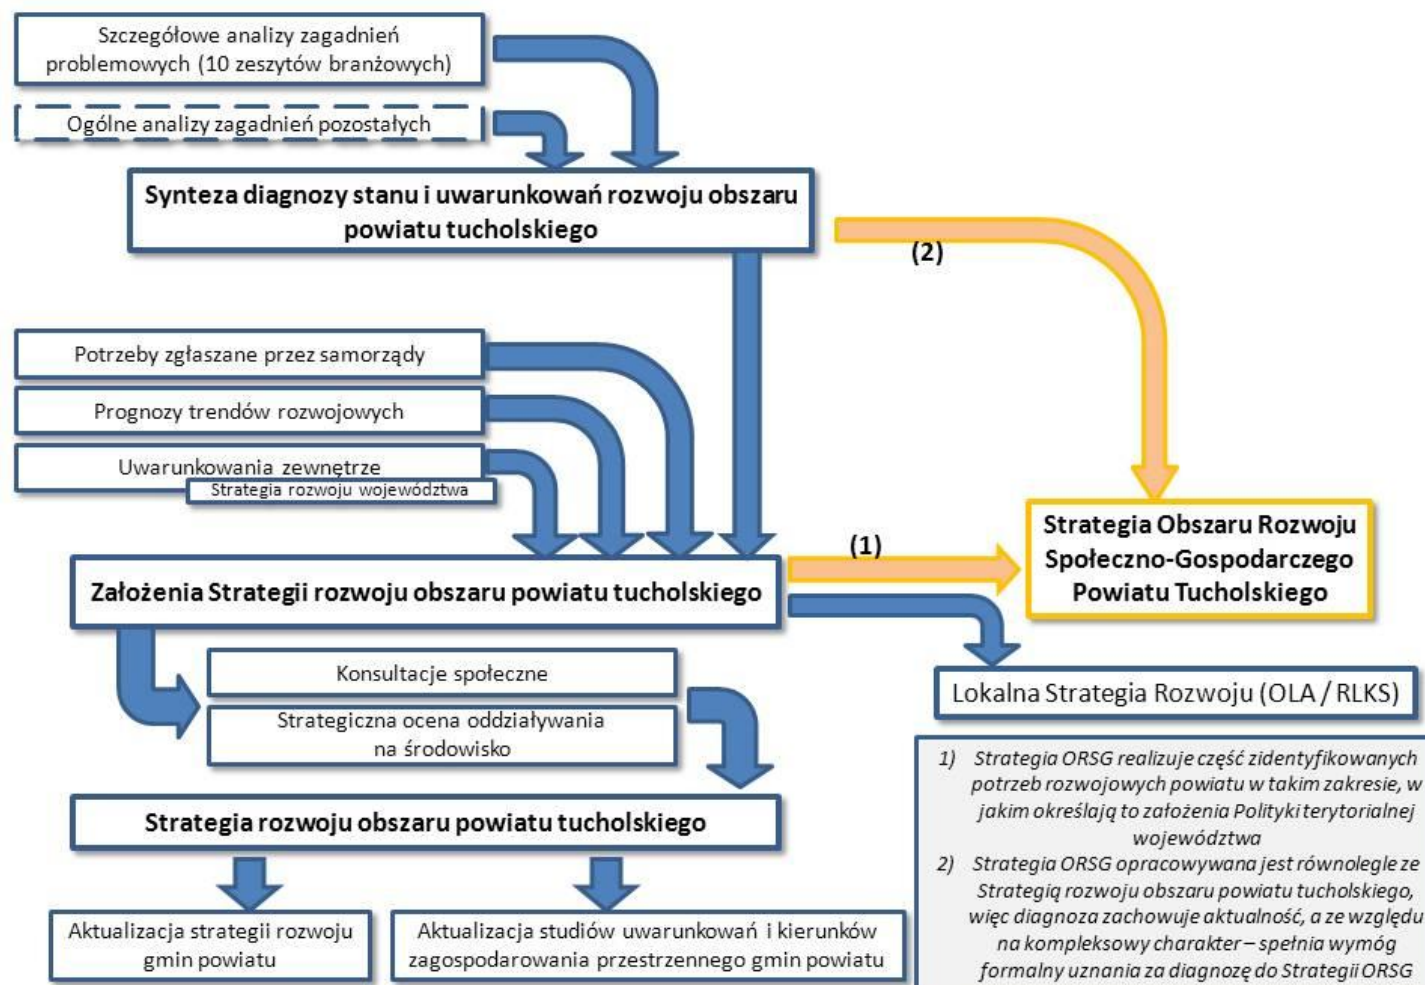 Szczegółowe analizy zagadnień
problemowych (10 zeszytów branżowych)
Ogólne analizy zagadnień pozostałych
Synteza diagnozy stanu i uwarunkowań rozwoju obszaru
powiatu tucholskiego
(2)
Potrzeby zgłaszane przez samorządy
Prognozy trendów rozwojowych
Uwarunkowania zewnętrze
Strategia rozwoju województwa
(1)
Strategia Obszaru Rozwoju
Społeczno-Gospodarczego
Powiatu Tucholskiego
Założenia Strategii rozwoju obszaru powiatu tucholskiego
Konsultacje społeczne
Strategiczna ocena oddziaływania
na środowisko
Lokalna Strategia Rozwoju (OLA / RLKS)
Strategia rozwoju obszaru powiatu tucholskiego
Aktualizacja strategii rozwoju
gmin powiatu
Aktualizacja studiów uwarunkowań i kierunków
zagospodarowania przestrzennego gmin powiatu
1) Strategia ORSG realizuje część zidentyfikowanych
potrzeb rozwojowych powiatu w takim zakresie, w
jakim określają to założenia Polityki terytorialnej
województwa
2) Strategia ORSG opracowywana jest równolegle ze
Strategią rozwoju obszaru powiatu tucholskiego,
więc diagnoza zachowuje aktualność, a ze względu
na kompleksowy charakter – spełnia wymóg
formalny uznania za diagnozę do Strategii ORSG